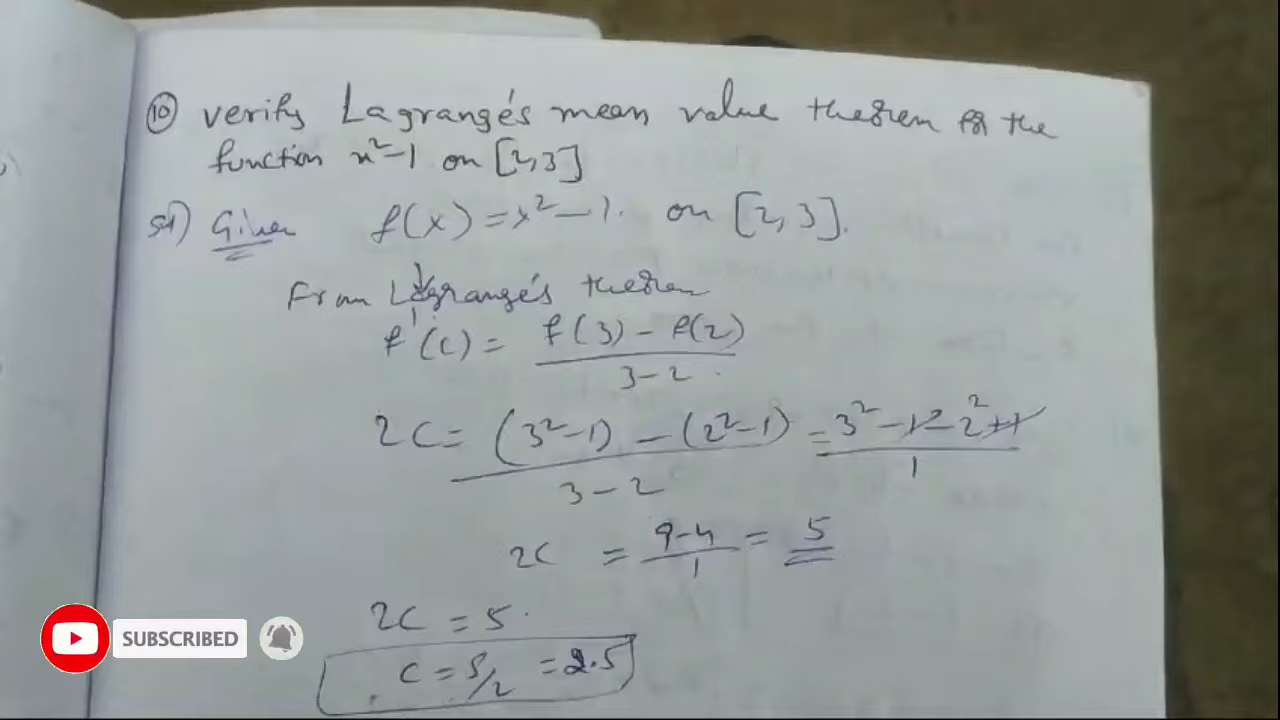 ⑩ verify Lagrange's mean value theorem for the
function x²-1 on [2,3]
Sol) Given f(x) = x²-1. on [2,3].
From Lagrange's theorem
f'(c) = f(3) - f(2) / 3-2
2c = (3²-1) - (2²-1) / 3-2 = 3²-1-2²+1 / 1
2c = 9-4 / 1 = 5
2c = 5.
c = 5/2 = 2.5
SUBSCRIBED